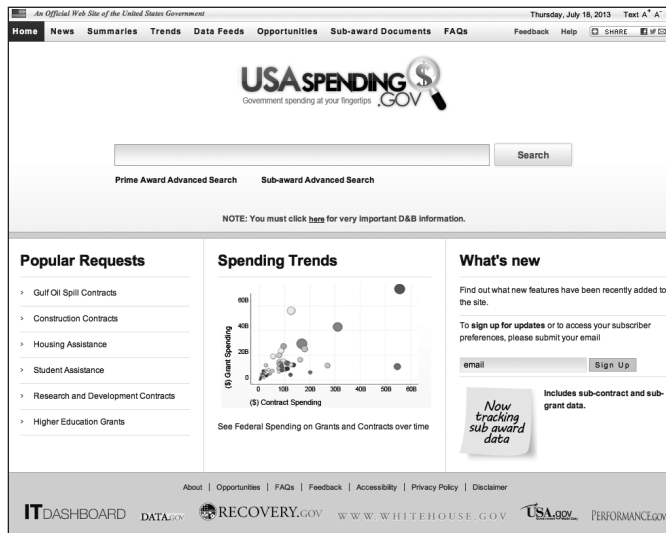 An Official Web Site of the United States Government
Thursday, July 18, 2013 Text A+ A-
Home News Summaries Trends Data Feeds Opportunities Sub-award Documents FAQs
Feedback Help SHARE
USASPENDING
.GOV
Government spending at your fingertips
Search
Prime Award Advanced Search Sub-award Advanced Search
NOTE: You must click here for very important D&B information.
Popular Requests
› Gulf Oil Spill Contracts
› Construction Contracts
› Housing Assistance
› Student Assistance
› Research and Development Contracts
› Higher Education Grants
Spending Trends
($) Grant Spending
60B
40B
20B
0
0 10B 20B 30B 40B 50B 60B
($) Contract Spending
See Federal Spending on Grants and Contracts over time
What's new
Find out what new features have been recently added to
the site.
To sign up for updates or to access your subscriber
preferences, please submit your email
email Sign Up
Now
tracking
sub award
data
Includes sub-contract and sub-
grant data.
About | Opportunities | FAQs | Feedback | Accessibility | Privacy Policy | Disclaimer
ITDASHBOARD DATA.GOV RECOVERY.GOV WWW.WHITEHOUSE.GOV USA.gov PERFORMANCE.GOV